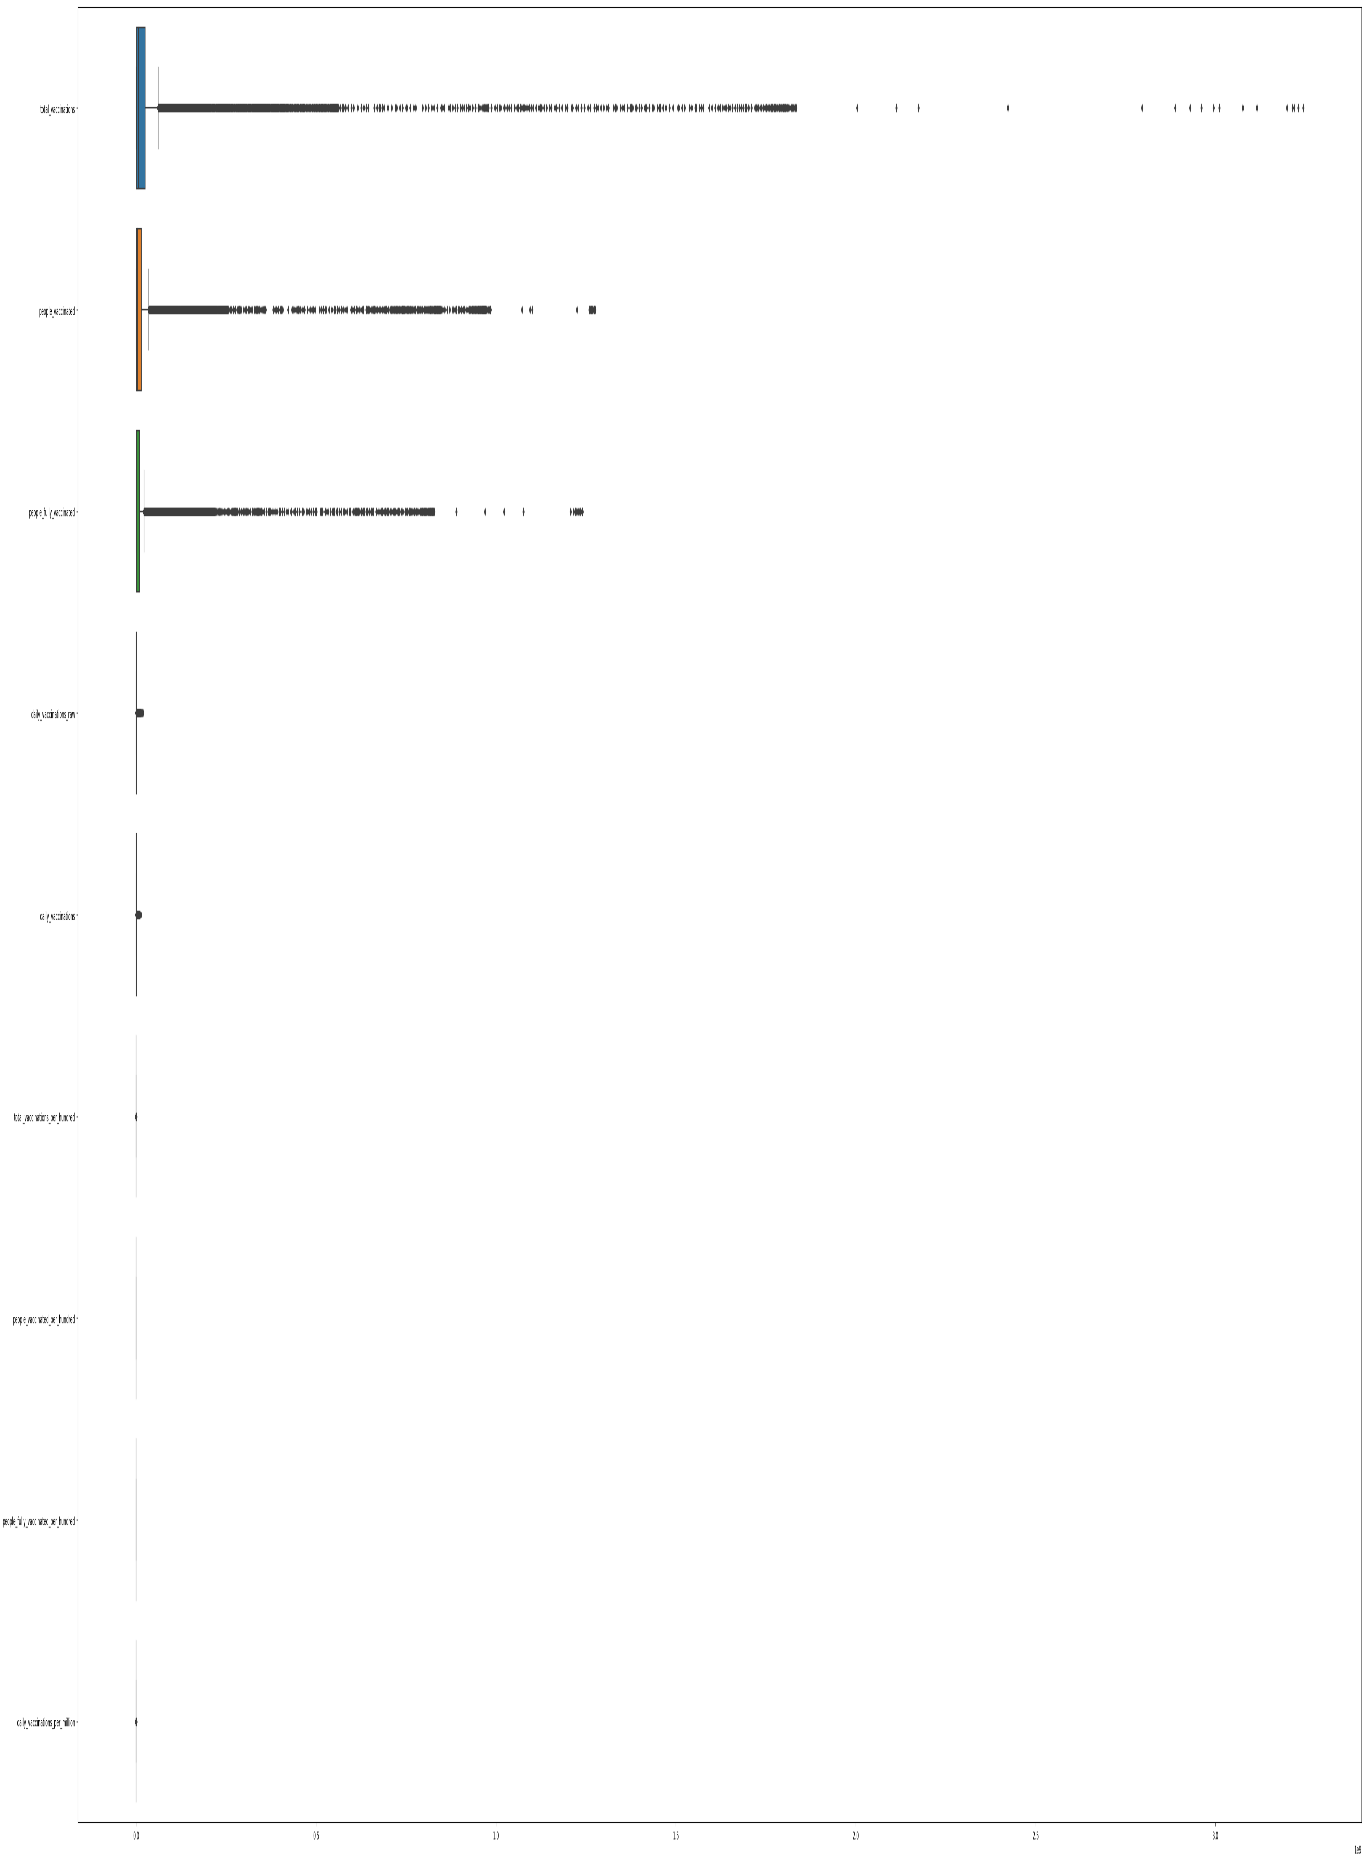 total_vaccinations
people_vaccinated
people_fully_vaccinated
daily_vaccinations_raw
daily_vaccinations
total_vaccinations_per_hundred
people_vaccinated_per_hundred
people_fully_vaccinated_per_hundred
daily_vaccinations_per_million
0.0 0.5 1.0 1.5 2.0 2.5 3.0
1e9